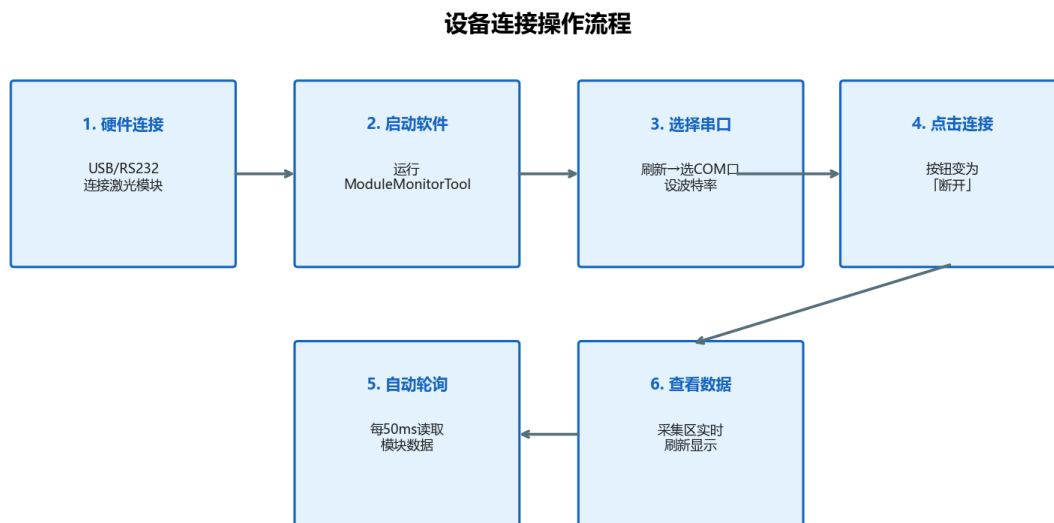 设备连接操作流程
1. 硬件连接
USB/RS232
连接激光模块
2. 启动软件
运行
ModuleMonitorTool
3. 选择串口
刷新→选COM口
设波特率
4. 点击连接
按钮变为
「断开」
5. 自动轮询
每50ms读取
模块数据
6. 查看数据
采集区实时
刷新显示